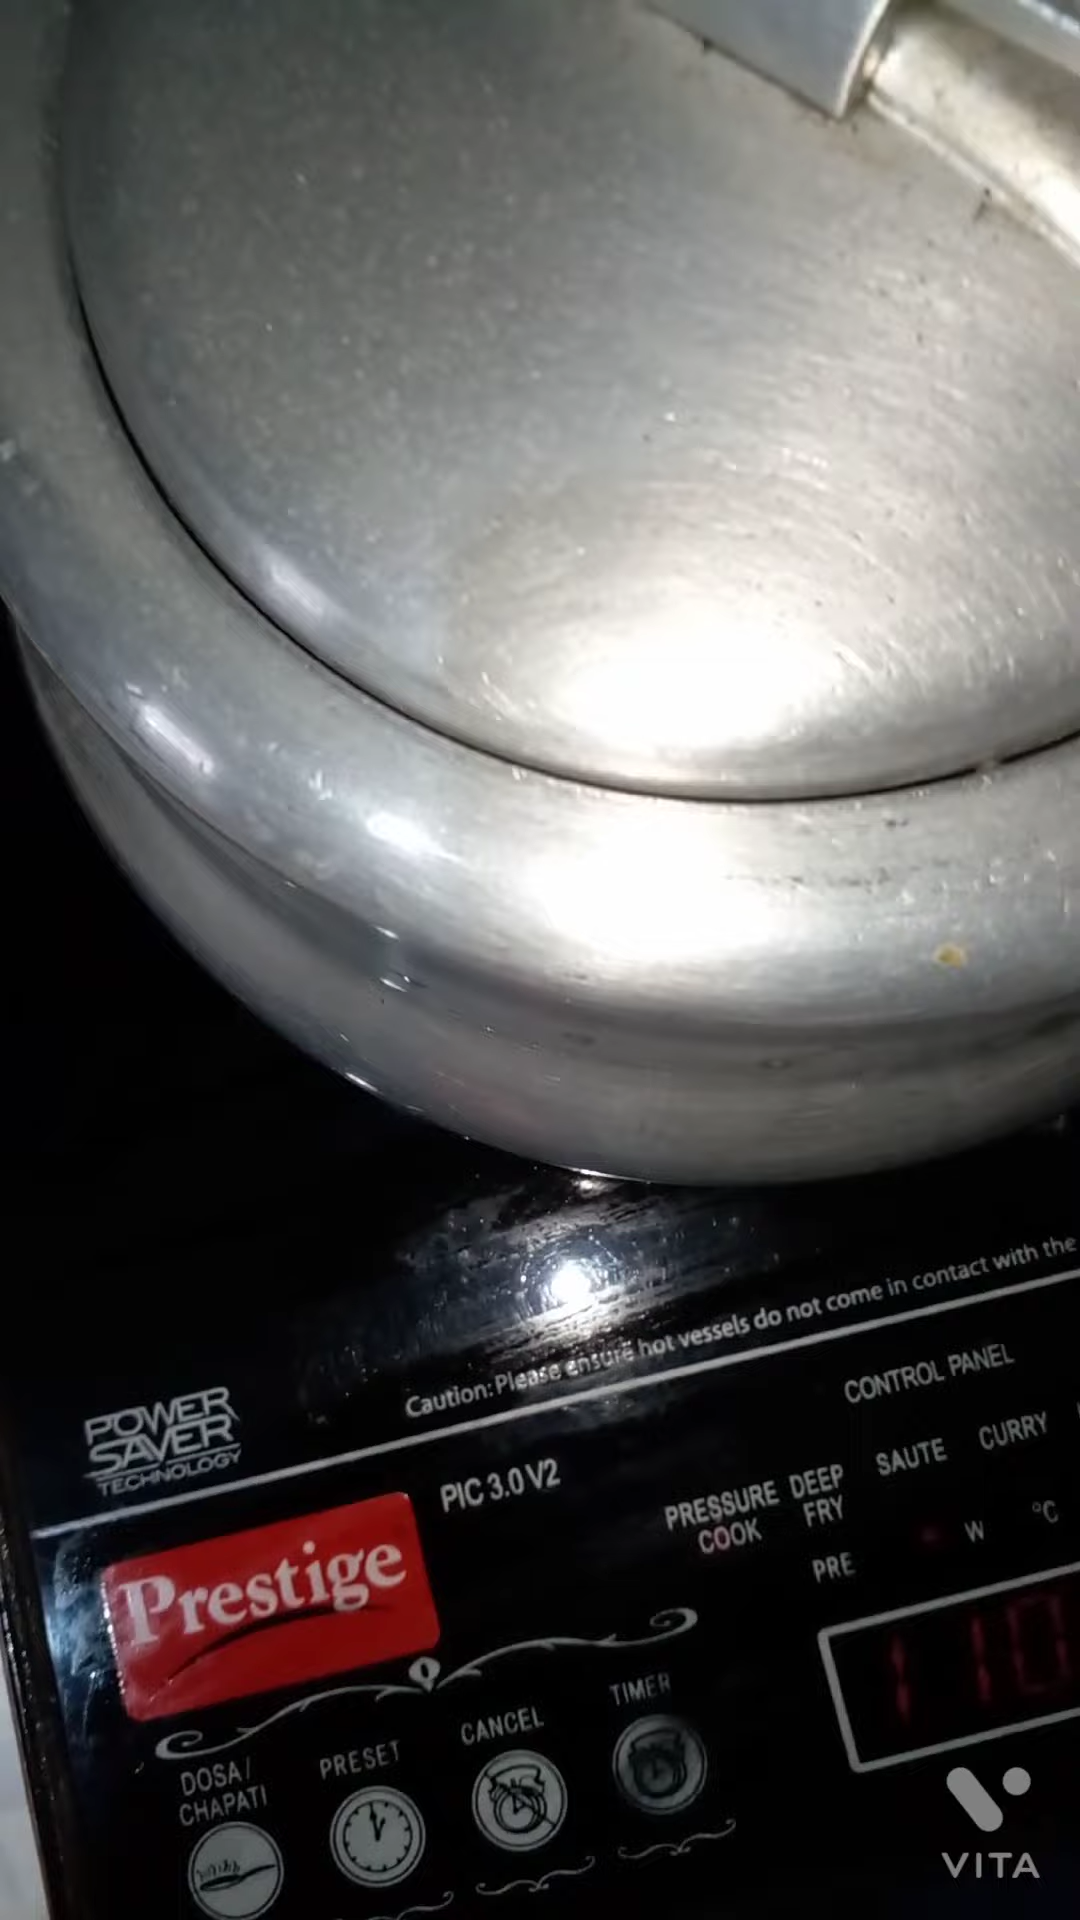 Caution: Please ensure hot vessels do not come in contact with the
POWER
SAVER
TECHNOLOGY
CONTROL PANEL
PIC 3.0 V2
PRESSURE
COOK
DEEP
FRY
SAUTE
CURRY
PRE
W
°C
Prestige
110
DOSA/
CHAPATI
PRESET
CANCEL
TIMER
VITA